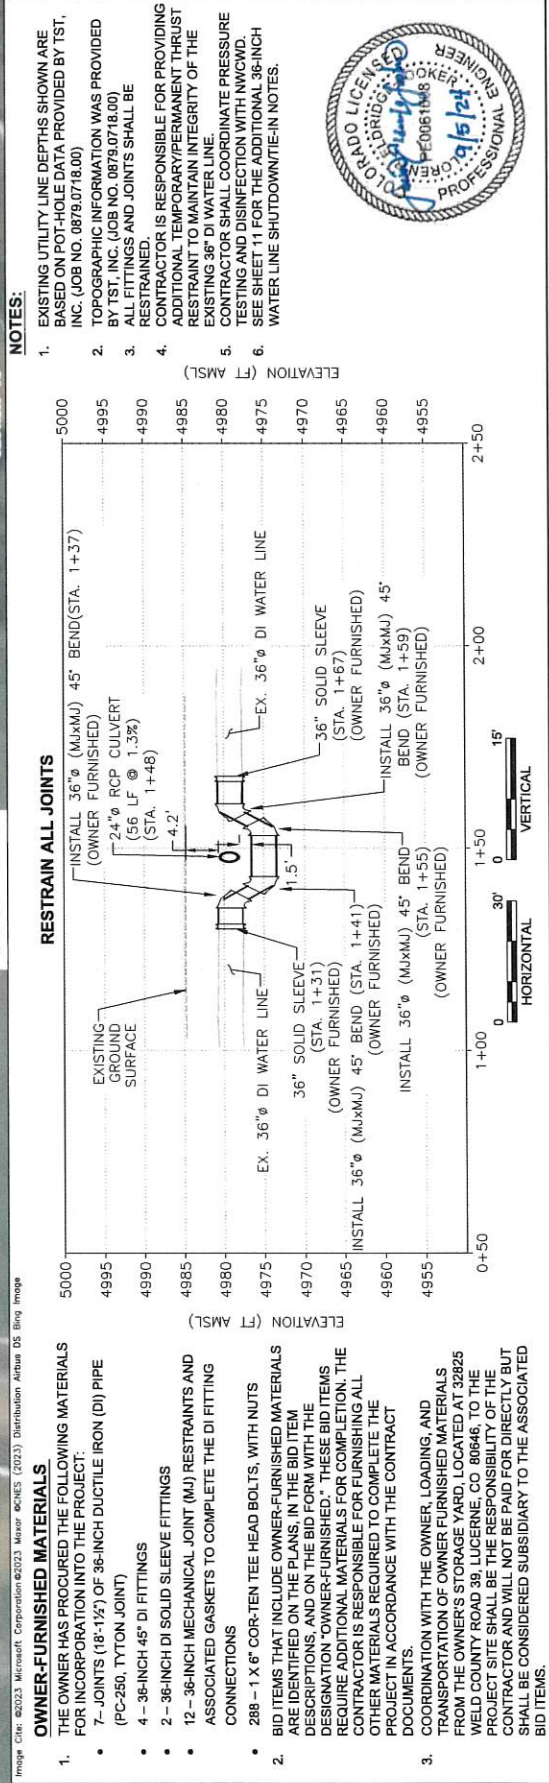 Image Cite: ©2023 Microsoft Corporation ©2023 Maxar ©CNES (2023) Distribution Airbus DS Bing Image
OWNER-FURNISHED MATERIALS
1. THE OWNER HAS PROCURED THE FOLLOWING MATERIALS
FOR INCORPORATION INTO THE PROJECT:
• 7– JOINTS (18'-1½") OF 36-INCH DUCTILE IRON (DI) PIPE
(PC-250, TYTON JOINT)
• 4 – 36-INCH 45° DI FITTINGS
• 2 – 36-INCH DI SOLID SLEEVE FITTINGS
• 12 – 36-INCH MECHANICAL JOINT (MJ) RESTRAINTS AND
ASSOCIATED GASKETS TO COMPLETE THE DI FITTING
CONNECTIONS
• 288 – 1 X 6" COR-TEN TEE HEAD BOLTS, WITH NUTS
2. BID ITEMS THAT INCLUDE OWNER-FURNISHED MATERIALS
ARE IDENTIFIED ON THE PLANS, IN THE BID ITEM
DESCRIPTIONS, AND ON THE BID FORM WITH THE
DESIGNATION "OWNER-FURNISHED." THESE BID ITEMS
REQUIRE ADDITIONAL MATERIALS FOR COMPLETION. THE
CONTRACTOR IS RESPONSIBLE FOR FURNISHING ALL
OTHER MATERIALS REQUIRED TO COMPLETE THE
PROJECT IN ACCORDANCE WITH THE CONTRACT
DOCUMENTS.
3. COORDINATION WITH THE OWNER, LOADING, AND
TRANSPORTATION OF OWNER FURNISHED MATERIALS
FROM THE OWNER'S STORAGE YARD, LOCATED AT 32825
WELD COUNTY ROAD 39, LUCERNE, CO 80646, TO THE
PROJECT SITE SHALL BE THE RESPONSIBILITY OF THE
CONTRACTOR AND WILL NOT BE PAID FOR DIRECTLY BUT
SHALL BE CONSIDERED SUBSIDIARY TO THE ASSOCIATED
BID ITEMS.
RESTRAIN ALL JOINTS
ELEVATION (FT AMSL)
5000
4995
4990
4985
4980
4975
4970
4965
4960
4955
EXISTING
GROUND
SURFACE
INSTALL 36"ø (MJxMJ) 45° BEND(STA. 1+37)
(OWNER FURNISHED)
24"ø RCP CULVERT
(56 LF @ 1.3%)
(STA. 1+48)
4.2'
1.5'
EX. 36"ø DI WATER LINE
EX. 36"ø DI WATER LINE
36" SOLID SLEEVE
(STA. 1+31)
(OWNER FURNISHED)
INSTALL 36"ø (MJxMJ) 45° BEND (STA. 1+41)
(OWNER FURNISHED)
INSTALL 36"ø (MJxMJ) 45° BEND
(STA. 1+55)
(OWNER FURNISHED)
36" SOLID SLEEVE
(STA. 1+67)
(OWNER FURNISHED)
INSTALL 36"ø (MJxMJ) 45°
BEND (STA. 1+59)
(OWNER FURNISHED)
5000
4995
4990
4985
4980
4975
4970
4965
4960
4955
ELEVATION (FT AMSL)
0+50
1+00
1+50
2+00
2+50
0 30'
HORIZONTAL
0 15'
VERTICAL
NOTES:
1. EXISTING UTILITY LINE DEPTHS SHOWN ARE
BASED ON POT-HOLE DATA PROVIDED BY TST,
INC. (JOB NO. 0879.0718.00)
2. TOPOGRAPHIC INFORMATION WAS PROVIDED
BY TST, INC. (JOB NO. 0879.0718.00)
3. ALL FITTINGS AND JOINTS SHALL BE
RESTRAINED.
4. CONTRACTOR IS RESPONSIBLE FOR PROVIDING
ADDITIONAL TEMPORARY/PERMANENT THRUST
RESTRAINT TO MAINTAIN INTEGRITY OF THE
EXISTING 36" DI WATER LINE.
5. CONTRACTOR SHALL COORDINATE PRESSURE
TESTING AND DISINFECTION WITH NWCWD.
6. SEE SHEET 11 FOR THE ADDITIONAL 36-INCH
WATER LINE SHUTDOWN/TIE-IN NOTES.
COLORADO LICENSED
LOREN ELDRIDGE
9/5/24
PROFESSIONAL ENGINEER